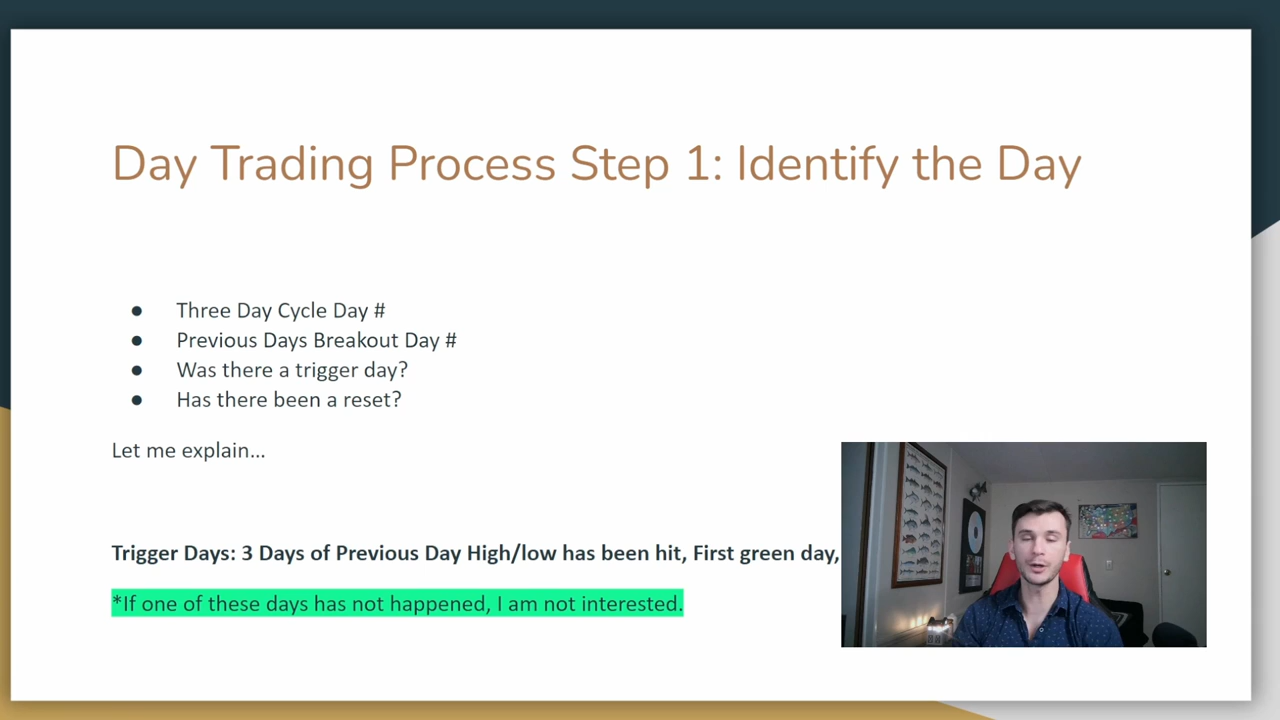 Day Trading Process Step 1: Identify the Day
● Three Day Cycle Day #
● Previous Days Breakout Day #
● Was there a trigger day?
● Has there been a reset?
Let me explain...
Trigger Days: 3 Days of Previous Day High/low has been hit, First green day,
*If one of these days has not happened, I am not interested.